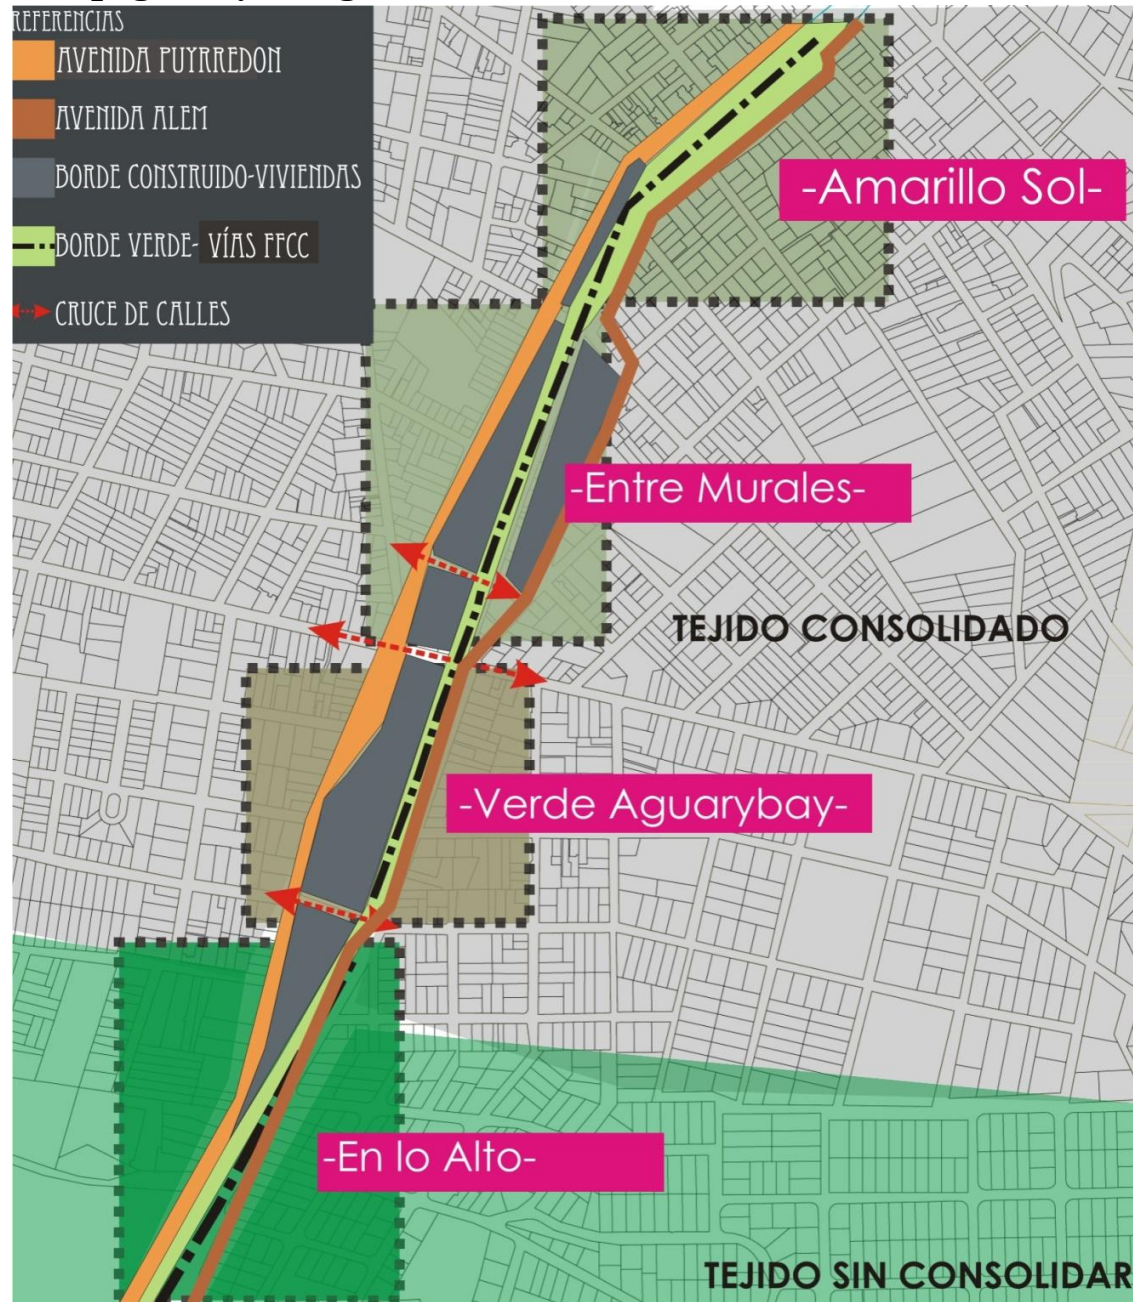 REFERENCIAS
AVENIDA PUYRREDON
AVENIDA ALEM
BORDE CONSTRUIDO-VIVIENDAS
BORDE VERDE- VÍAS FFCC
CRUCE DE CALLES
-Amarillo Sol-
-Entre Murales-
TEJIDO CONSOLIDADO
-Verde Aguarybay-
-En lo Alto-
TEJIDO SIN CONSOLIDAR